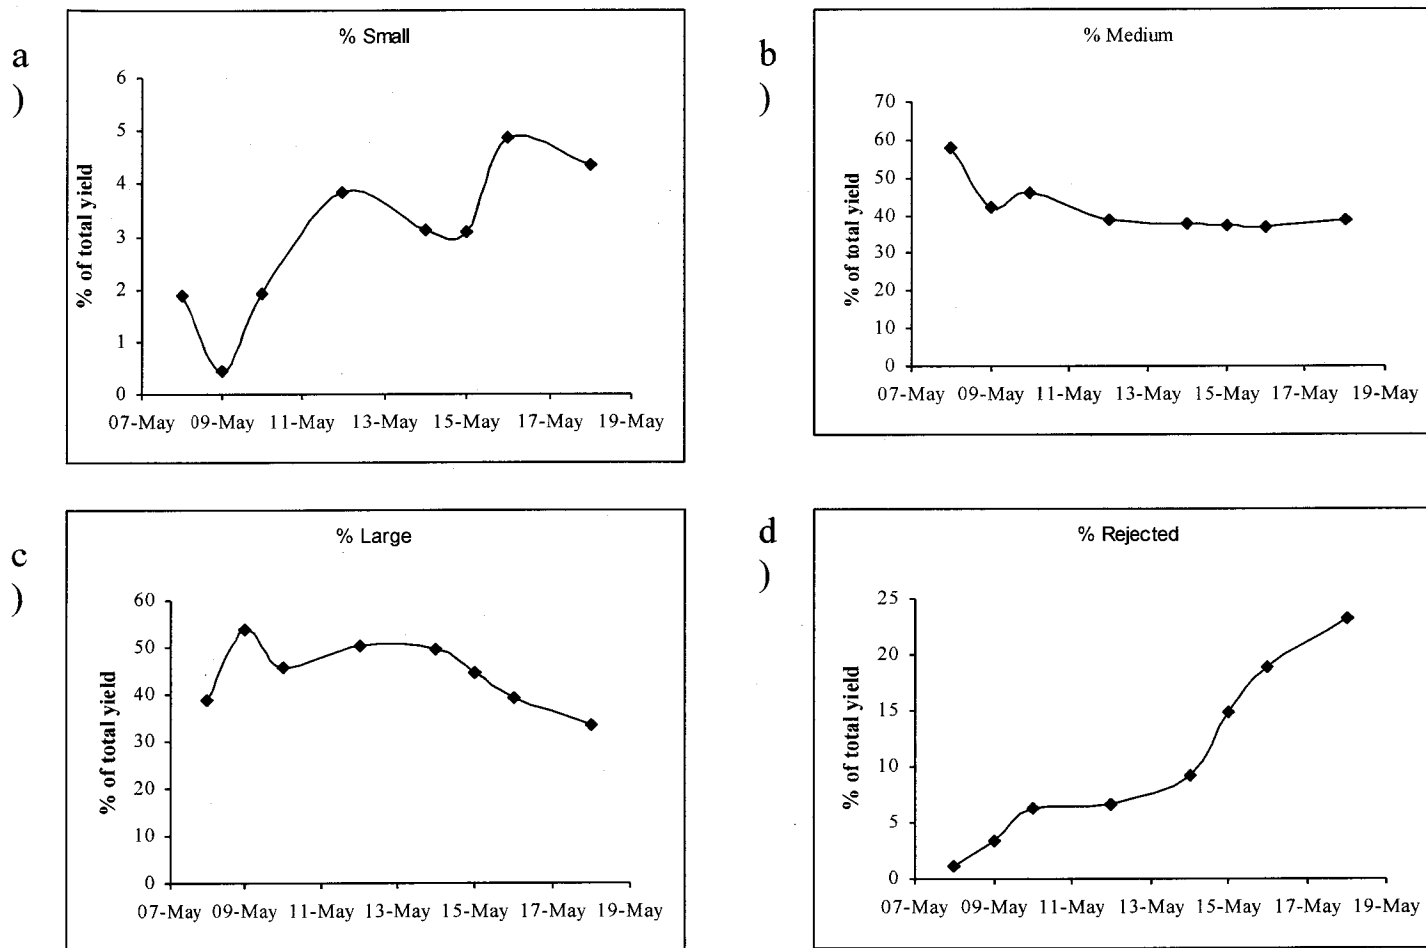 a
)
% Small
% of total yield
6
5
4
3
2
1
0
07-May 09-May 11-May 13-May 15-May 17-May 19-May
b
)
% Medium
% of total yield
70
60
50
40
30
20
10
0
07-May 09-May 11-May 13-May 15-May 17-May 19-May
c
)
% Large
% of total yield
60
50
40
30
20
10
0
07-May 09-May 11-May 13-May 15-May 17-May 19-May
d
)
% Rejected
% of total yield
25
20
15
10
5
0
07-May 09-May 11-May 13-May 15-May 17-May 19-May